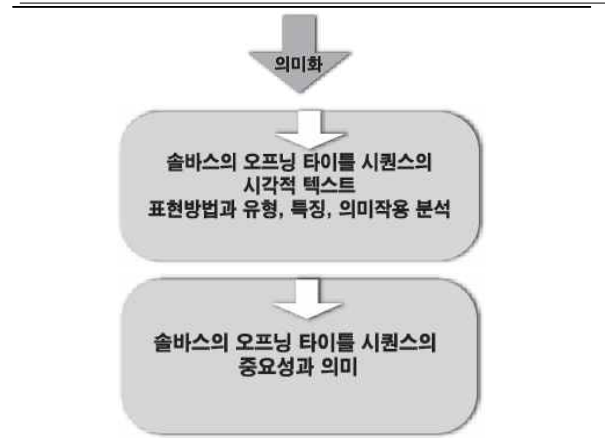 의미화
솔바스의 오프닝 타이틀 시퀀스의
시각적 텍스트
표현방법과 유형, 특징, 의미작용 분석
솔바스의 오프닝 타이틀 시퀀스의
중요성과 의미